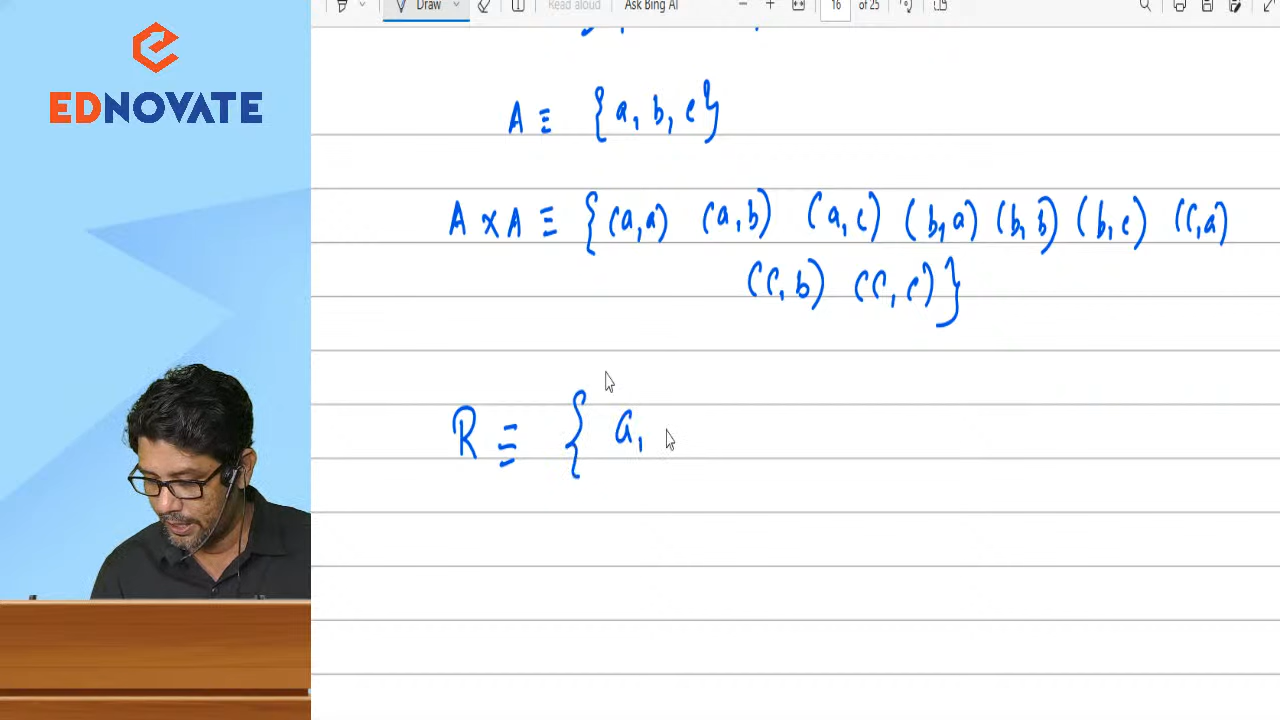 Draw Read aloud Ask Bing AI 16 of 25
EDNOVATE
A ≡ {a, b, c}
A x A ≡ {(a,a) (a,b) (a,c) (b,a) (b,b) (b,c) (c,a)
(c,b) (c,c)}
R ≡ { a,